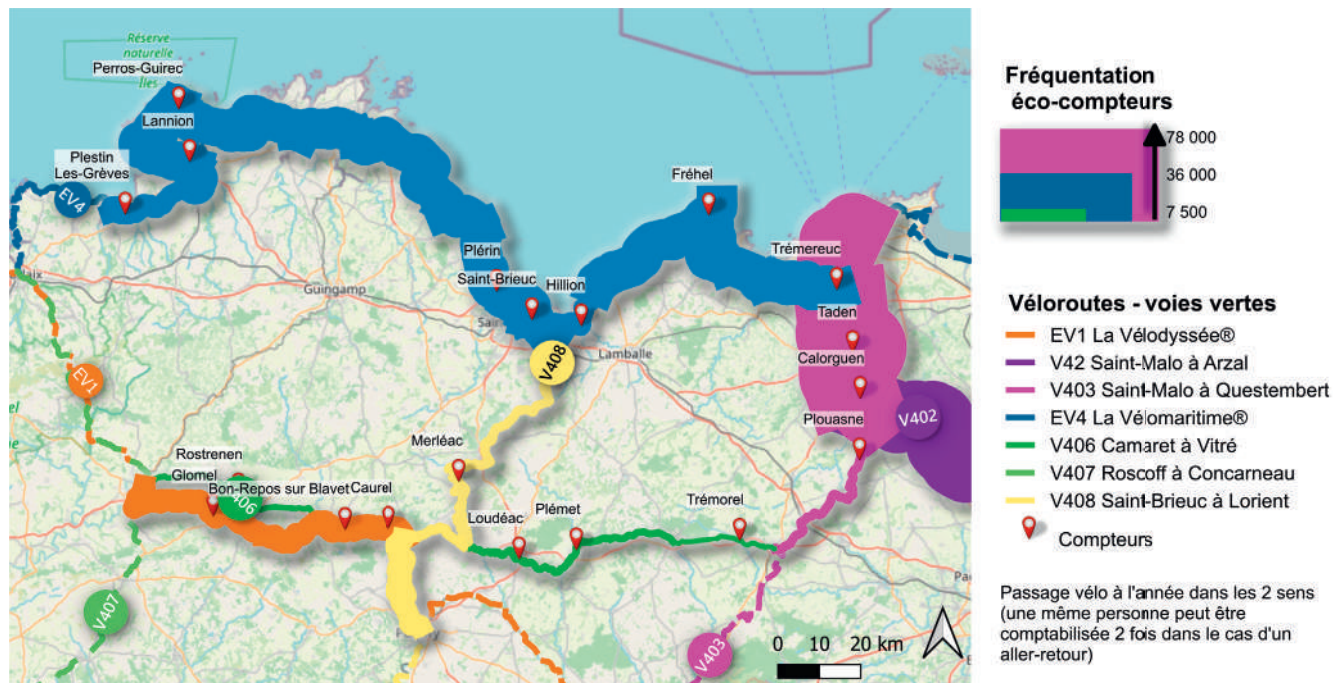 Réserve
naturelle
Îles
Perros-Guirec
Lannion
Plestin
Les-Grèves
EV4
Fréhel
Plérin
Saint-Brieuc
Hillion
Trémereuc
Taden
Guingamp
Lamballe
Calorguen
V408
EV1
Plouasne
V402
Merléac
Rostrenen
Glomel
Bon-Repos sur Blavet
Caurel
Loudéac
Plémet
Trémorel
V407
V403
0 10 20 km
Fréquentation
éco-compteurs
78 000
36 000
7 500
Véloroutes - voies vertes
EV1 La Vélodyssée®
V42 Saint-Malo à Arzal
V403 Saint-Malo à Questembert
EV4 La Vélomaritime®
V406 Camaret à Vitré
V407 Roscoff à Concarneau
V408 Saint-Brieuc à Lorient
Compteurs
Passage vélo à l'année dans les 2 sens
(une même personne peut être
comptabilisée 2 fois dans le cas d'un
aller-retour)